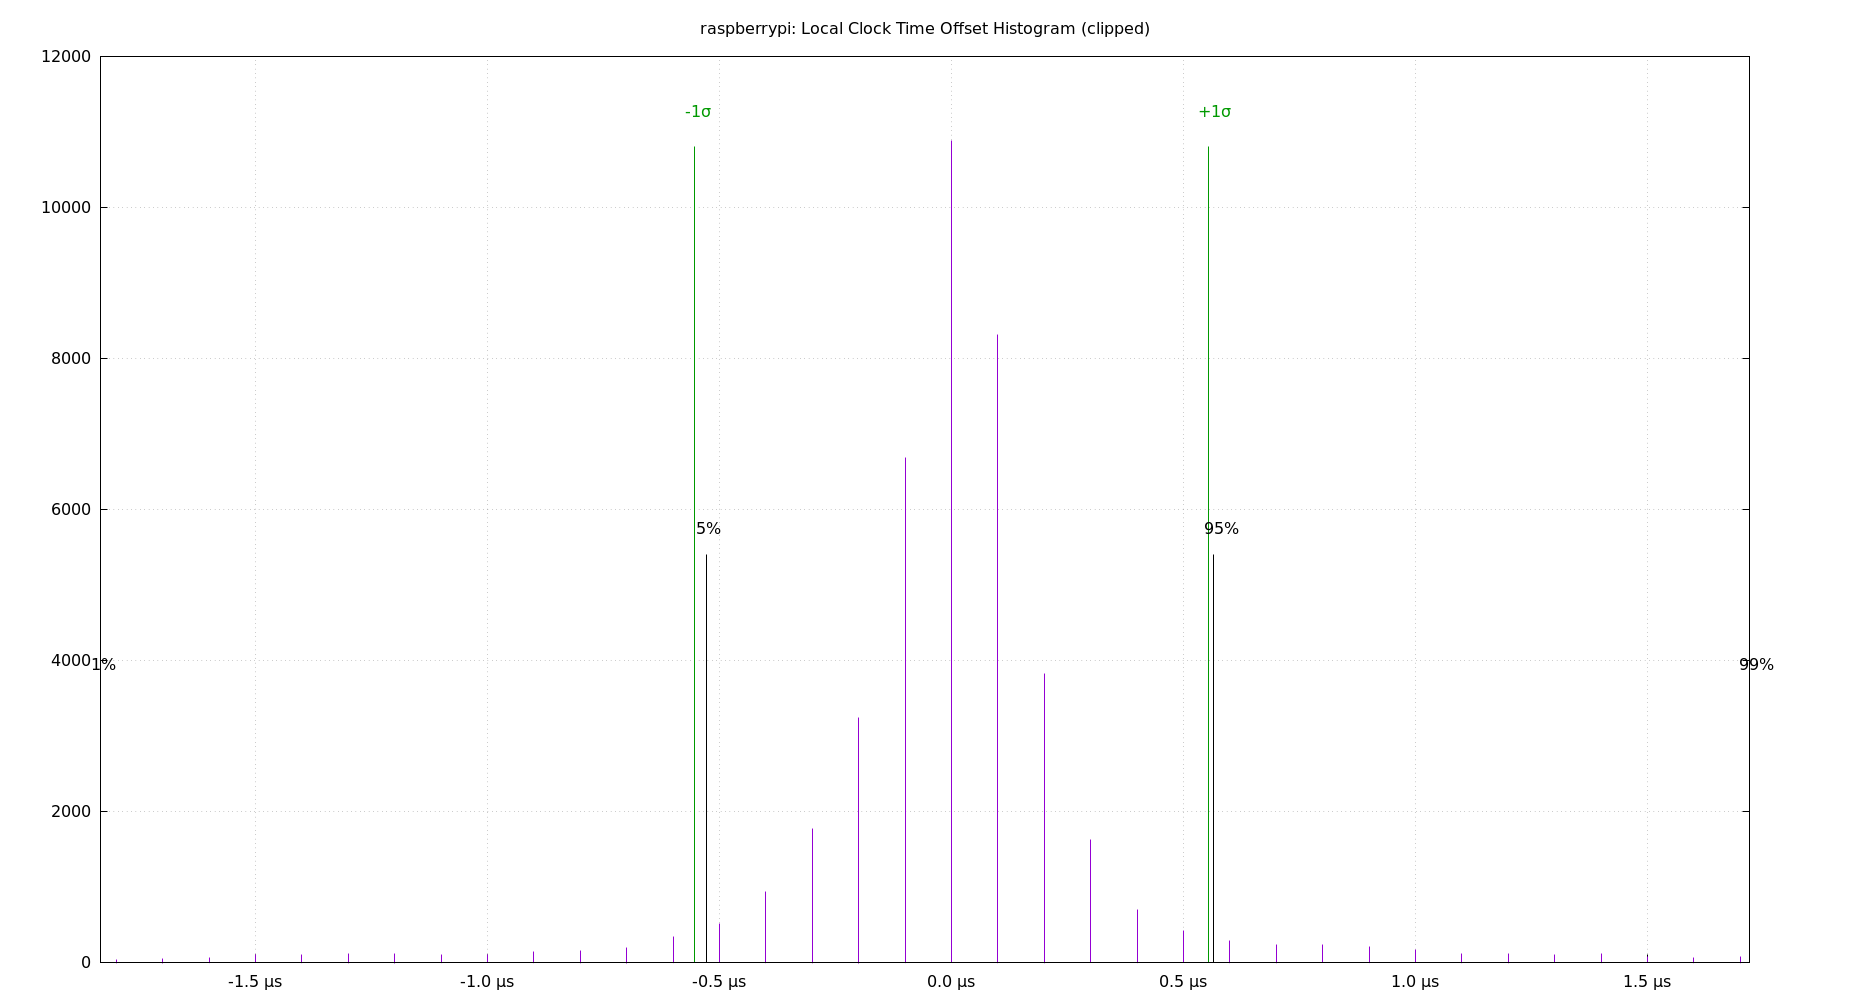 raspberrypi: Local Clock Time Offset Histogram (clipped)
12000
-1σ +1σ
10000
8000
6000
5% 95%
4000 1% 99%
2000
0
-1.5 µs -1.0 µs -0.5 µs 0.0 µs 0.5 µs 1.0 µs 1.5 µs